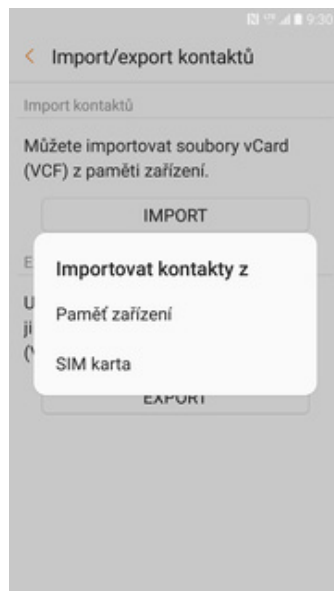 9:30
Import/export kontaktů
Import kontaktů
Můžete importovat soubory vCard
(VCF) z paměti zařízení.
IMPORT
E
Importovat kontakty z
U
Paměť zařízení
ji
(V
SIM karta
EXPORT